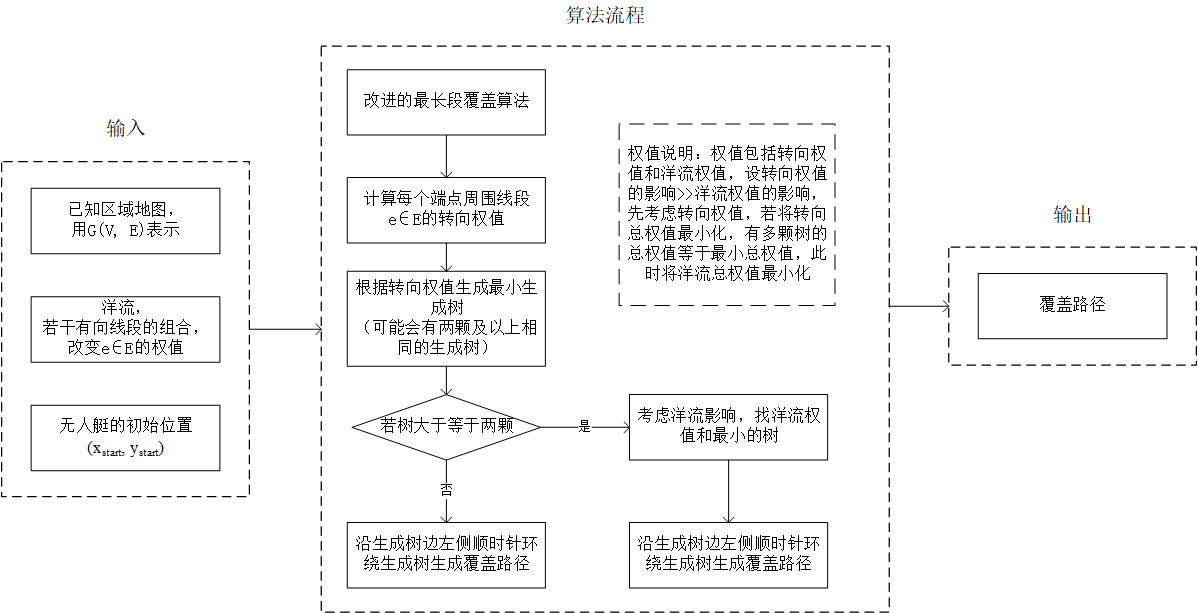 算法流程
输入
已知区域地图，
用G(V, E)表示
洋流，
若干有向线段的组合，
改变e∈E的权值
无人艇的初始位置
(xstart, ystart)
改进的最长段覆盖算法
计算每个端点周围线段
e∈E的转向权值
根据转向权值生成最小生
成树
（可能会有两颗及以上相
同的生成树）
若树大于等于两颗
是
否
考虑洋流影响，找洋流权
值和最小的树
沿生成树边左侧顺时针环
绕生成树生成覆盖路径
沿生成树边左侧顺时针环
绕生成树生成覆盖路径
权值说明：权值包括转向权
值和洋流权值，设转向权值
的影响>>洋流权值的影响，
先考虑转向权值，若将转向
总权值最小化，有多颗树的
总权值等于最小总权值，此
时将洋流总权值最小化
输出
覆盖路径